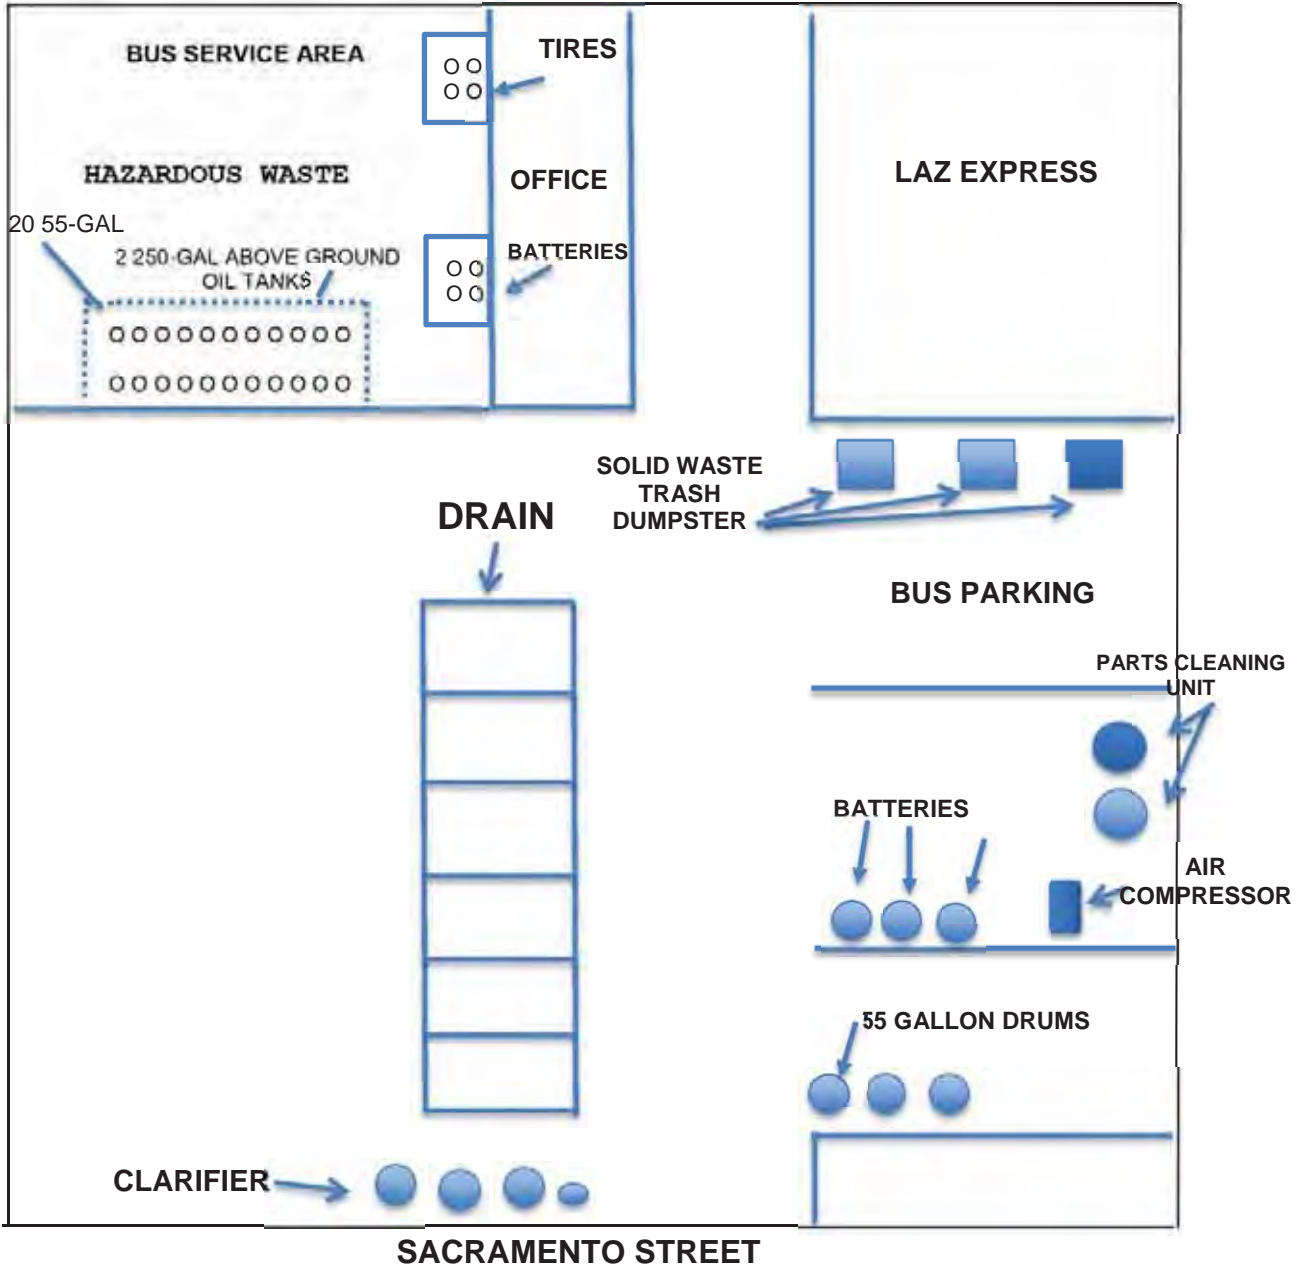 BUS SERVICE AREA
TIRES
HAZARDOUS WASTE
OFFICE
LAZ EXPRESS
20 55-GAL
2 250-GAL ABOVE GROUND
OIL TANKS
BATTERIES
SOLID WASTE
TRASH
DUMPSTER
DRAIN
BUS PARKING
PARTS CLEANING
UNIT
BATTERIES
AIR
COMPRESSOR
55 GALLON DRUMS
CLARIFIER
SACRAMENTO STREET